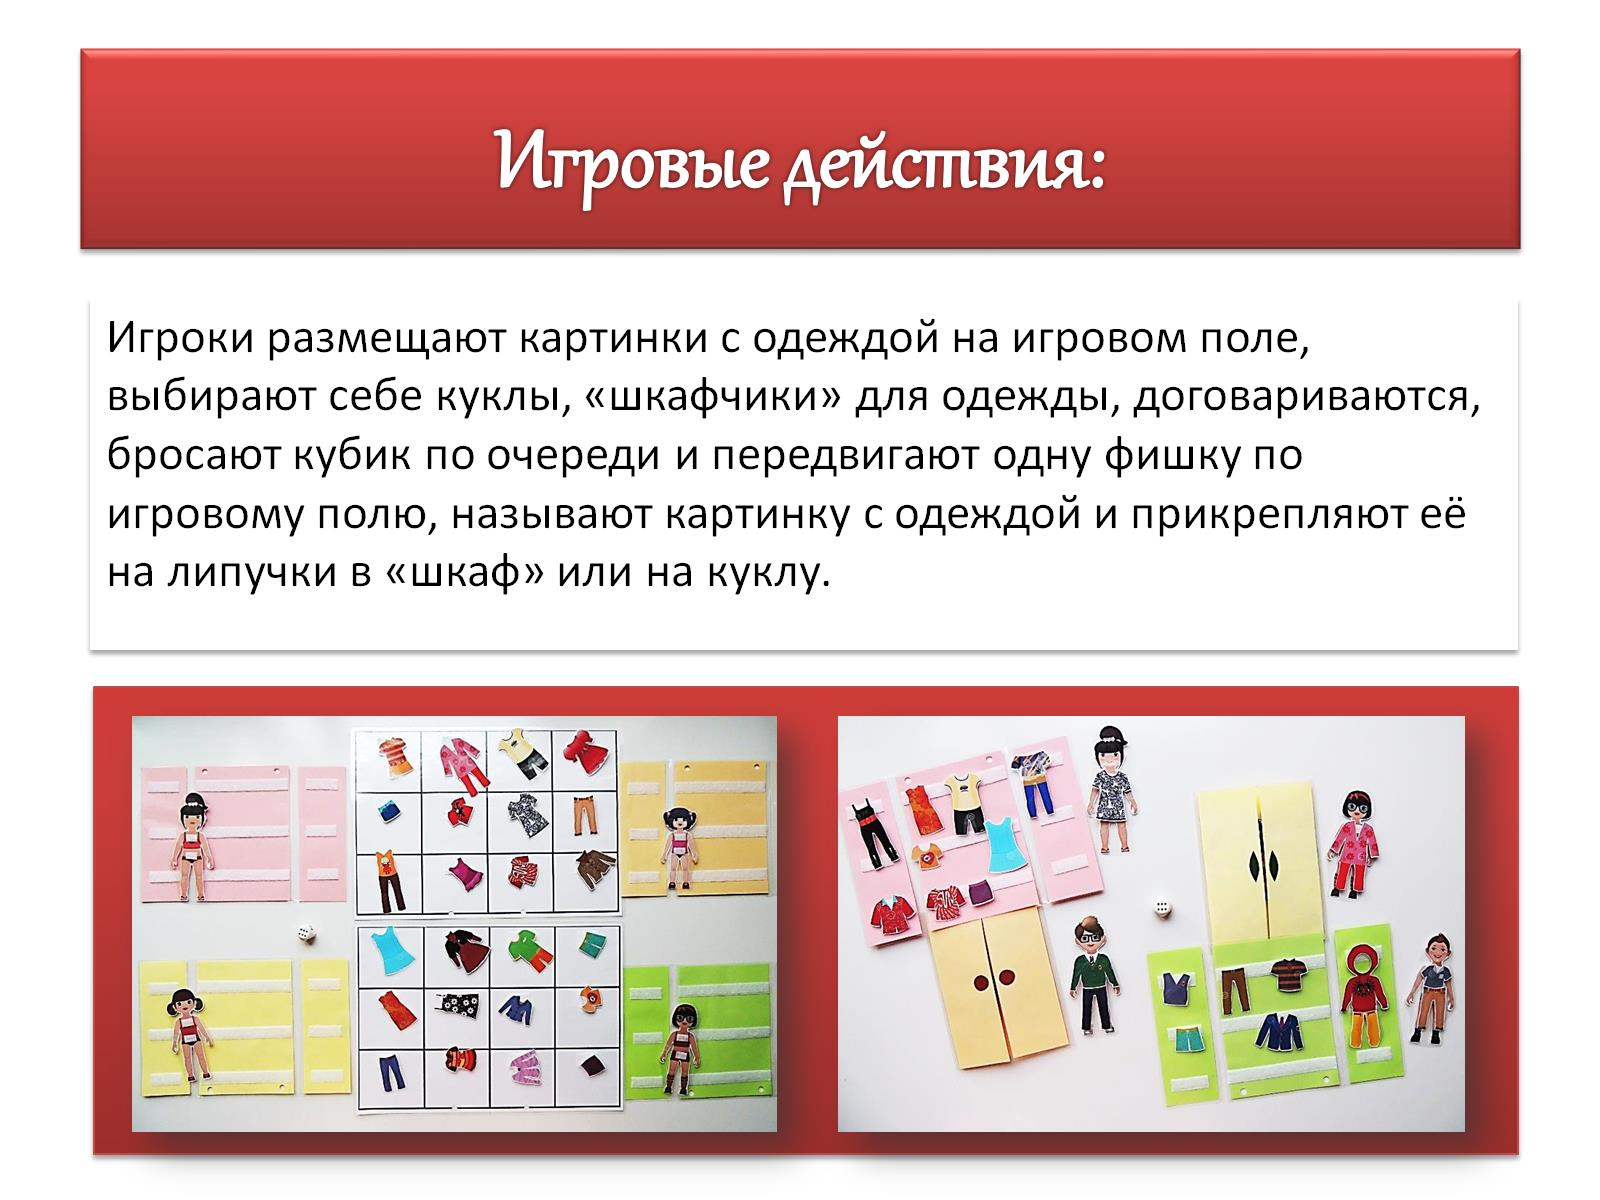 Игровые действия:
Игроки размещают картинки с одеждой на игровом поле,
выбирают себе куклы, «шкафчики» для одежды, договариваются,
бросают кубик по очереди и передвигают одну фишку по
игровому полю, называют картинку с одеждой и прикрепляют её
на липучки в «шкаф» или на куклу.